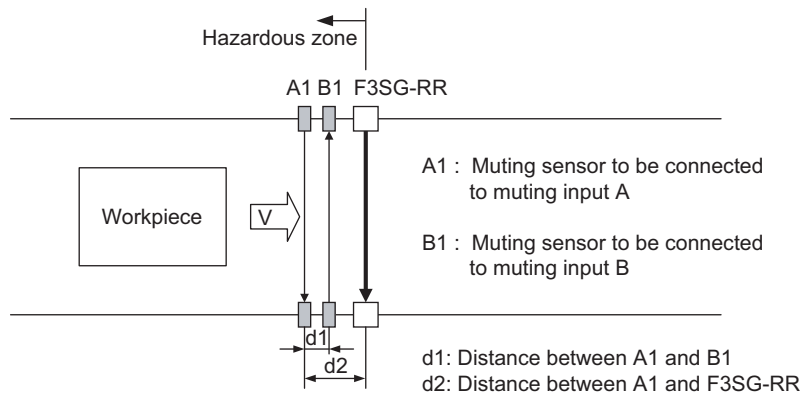 Hazardous zone
A1 B1 F3SG-RR
Workpiece
V
A1 : Muting sensor to be connected
to muting input A
B1 : Muting sensor to be connected
to muting input B
d1
d2
d1: Distance between A1 and B1
d2: Distance between A1 and F3SG-RR